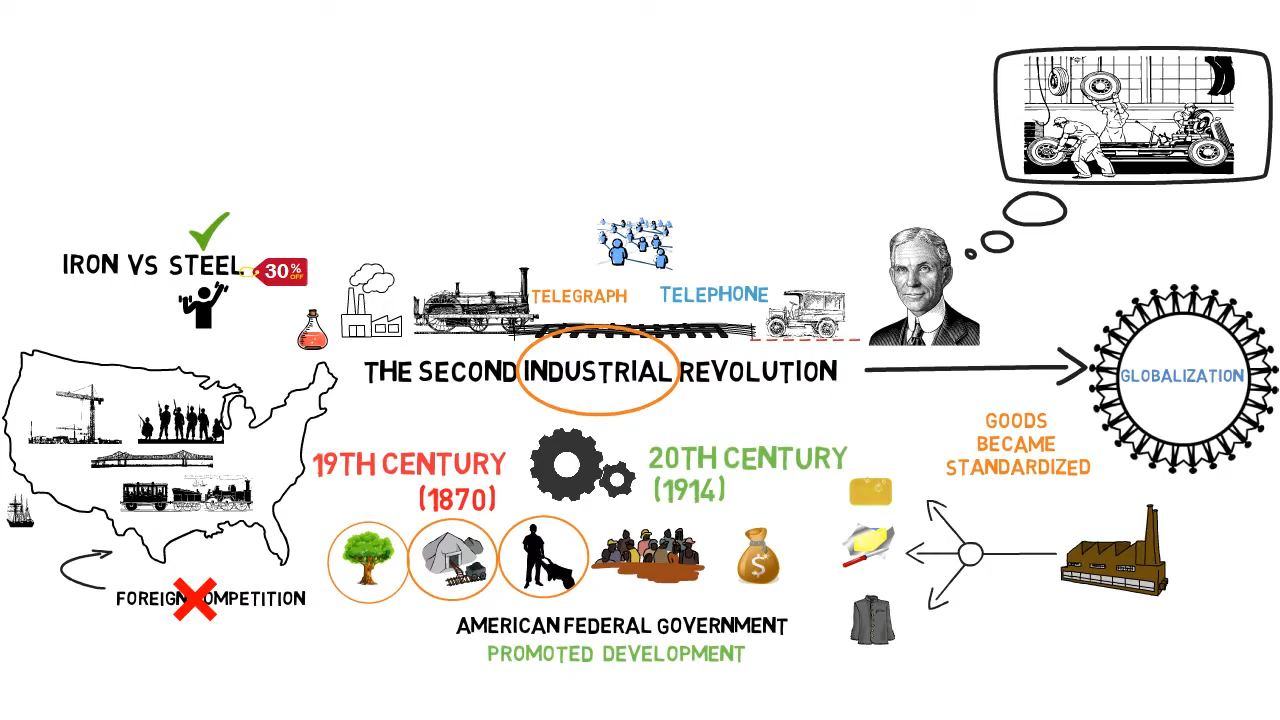 IRON VS STEEL
30% OFF
TELEGRAPH
TELEPHONE
THE SECOND INDUSTRIAL REVOLUTION
GLOBALIZATION
19TH CENTURY
(1870)
20TH CENTURY
(1914)
GOODS
BECAME
STANDARDIZED
FOREIGN COMPETITION
$
AMERICAN FEDERAL GOVERNMENT
PROMOTED DEVELOPMENT